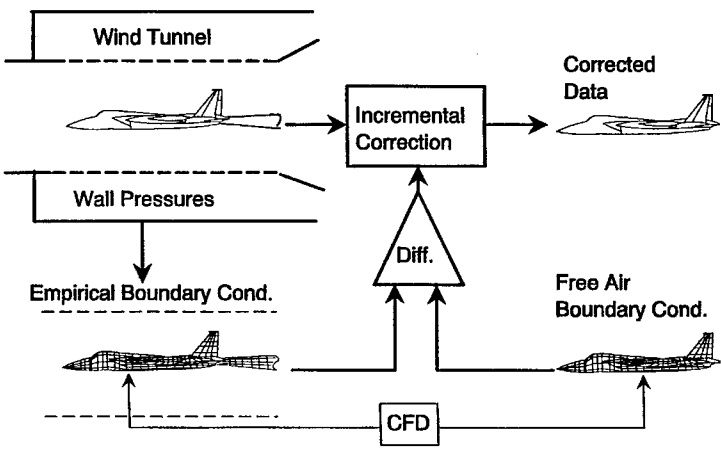 Wind Tunnel
Incremental
Correction
Corrected
Data
Wall Pressures
Diff.
Empirical Boundary Cond.
Free Air
Boundary Cond.
CFD